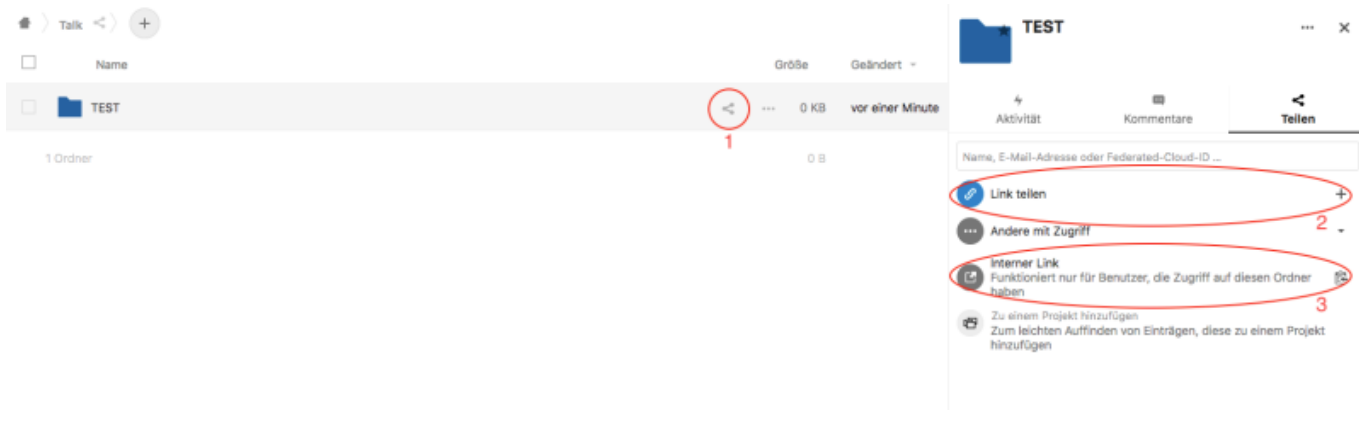 Talk
+
Name
Größe
Geändert
TEST
0 KB
vor einer Minute
1
1 Ordner
0 B
TEST
Aktivität
Kommentare
Teilen
Name, E-Mail-Adresse oder Federated-Cloud-ID ...
Link teilen
+
2
Andere mit Zugriff
Interner Link
Funktioniert nur für Benutzer, die Zugriff auf diesen Ordner
haben
3
Zu einem Projekt hinzufügen
Zum leichten Auffinden von Einträgen, diese zu einem Projekt
hinzufügen